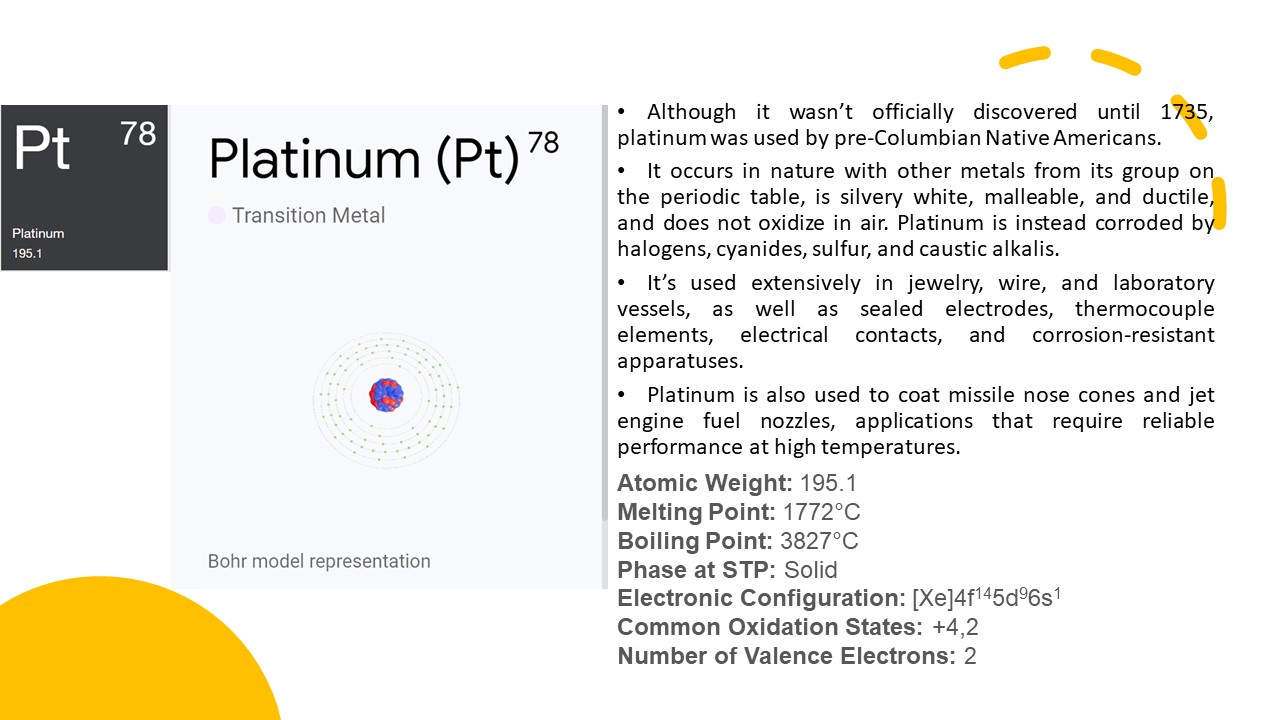 Pt 78
Platinum
195.1
Platinum (Pt)⁷⁸
Transition Metal
Bohr model representation
• Although it wasn’t officially discovered until 1735,
platinum was used by pre-Columbian Native Americans.
• It occurs in nature with other metals from its group on
the periodic table, is silvery white, malleable, and ductile,
and does not oxidize in air. Platinum is instead corroded by
halogens, cyanides, sulfur, and caustic alkalis.
• It’s used extensively in jewelry, wire, and laboratory
vessels, as well as sealed electrodes, thermocouple
elements, electrical contacts, and corrosion-resistant
apparatuses.
• Platinum is also used to coat missile nose cones and jet
engine fuel nozzles, applications that require reliable
performance at high temperatures.
Atomic Weight: 195.1
Melting Point: 1772°C
Boiling Point: 3827°C
Phase at STP: Solid
Electronic Configuration: [Xe]4f¹⁴5d⁹6s¹
Common Oxidation States: +4,2
Number of Valence Electrons: 2